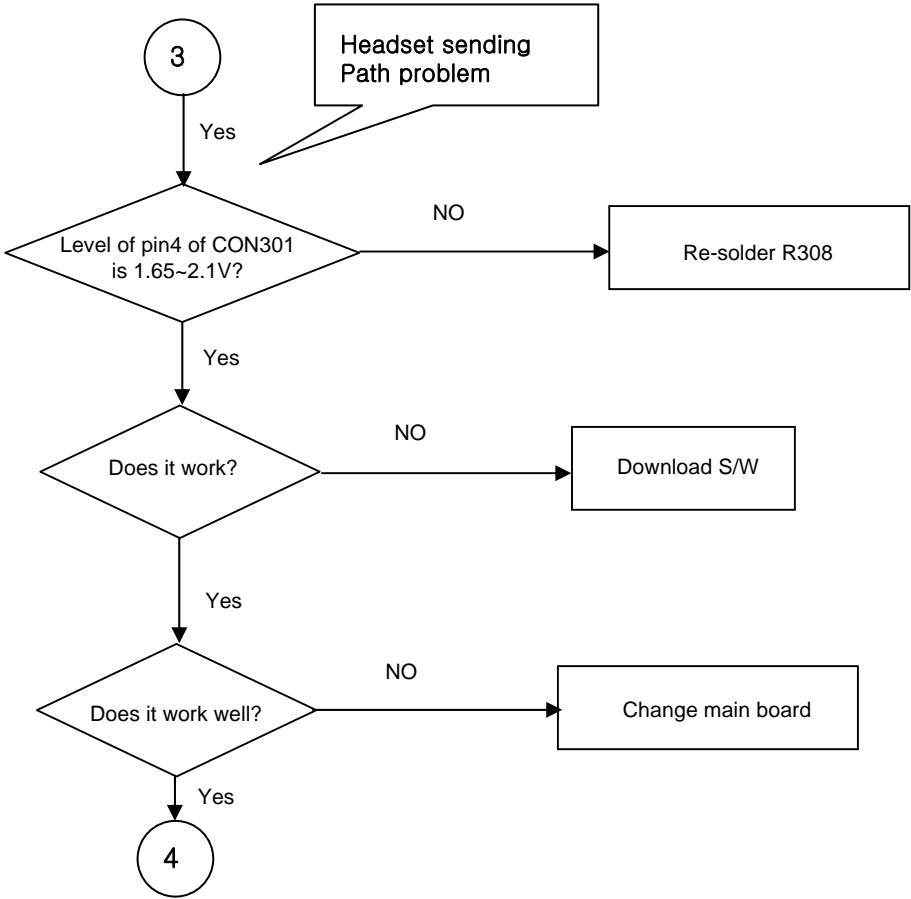 3
Headset sending
Path problem
Yes
Level of pin4 of CON301
is 1.65~2.1V?
NO
Re-solder R308
Yes
Does it work?
NO
Download S/W
Yes
Does it work well?
NO
Change main board
Yes
4